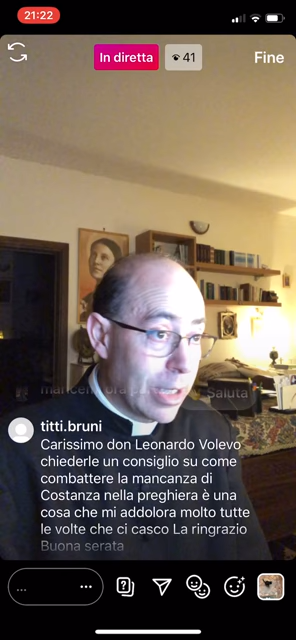 21:22
In diretta
41
Fine
Saluta
titti.bruni
Carissimo don Leonardo Volevo
chiederle un consiglio su come
combattere la mancanza di
Costanza nella preghiera è una
cosa che mi addolora molto tutte
le volte che ci casco La ringrazio
Buona serata
...
...